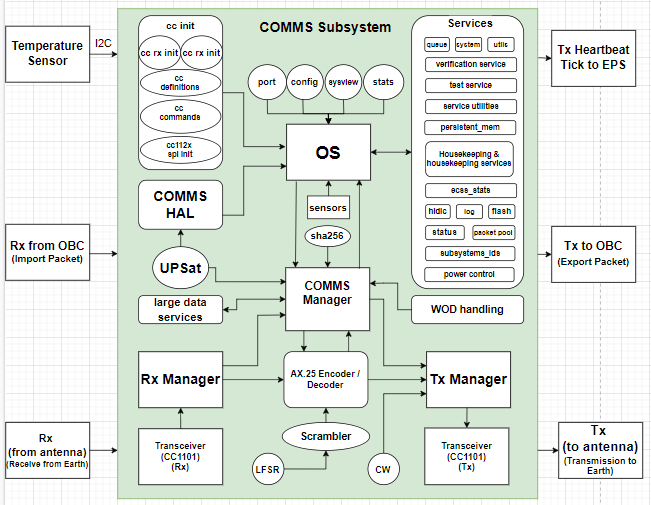 COMMS Subsystem
Temperature
Sensor
I2C
Rx from OBC
(Import Packet)
Rx
(from antenna)
(Receive from Earth)
cc init
cc rx init
cc rx init
cc
definitions
cc
commands
cc112x
spi init
COMMS
HAL
UPSat
large data
services
Rx Manager
Transceiver
(CC1101)
(Rx)
port
config
sysview
stats
OS
sensors
sha256
COMMS
Manager
AX.25 Encoder /
Decoder
Scrambler
LFSR
CW
Services
queue
system
utils
verification service
test service
service utilities
persistent_mem
Housekeeping &
housekeeping services
ecss_stats
hldlc
log
flash
status
packet pool
subsystems_ids
power control
WOD handling
Tx Manager
Transceiver
(CC1101)
(Tx)
Tx Heartbeat
Tick to EPS
Tx to OBC
(Export Packet)
Tx
(to antenna)
(Transmission to
Earth)